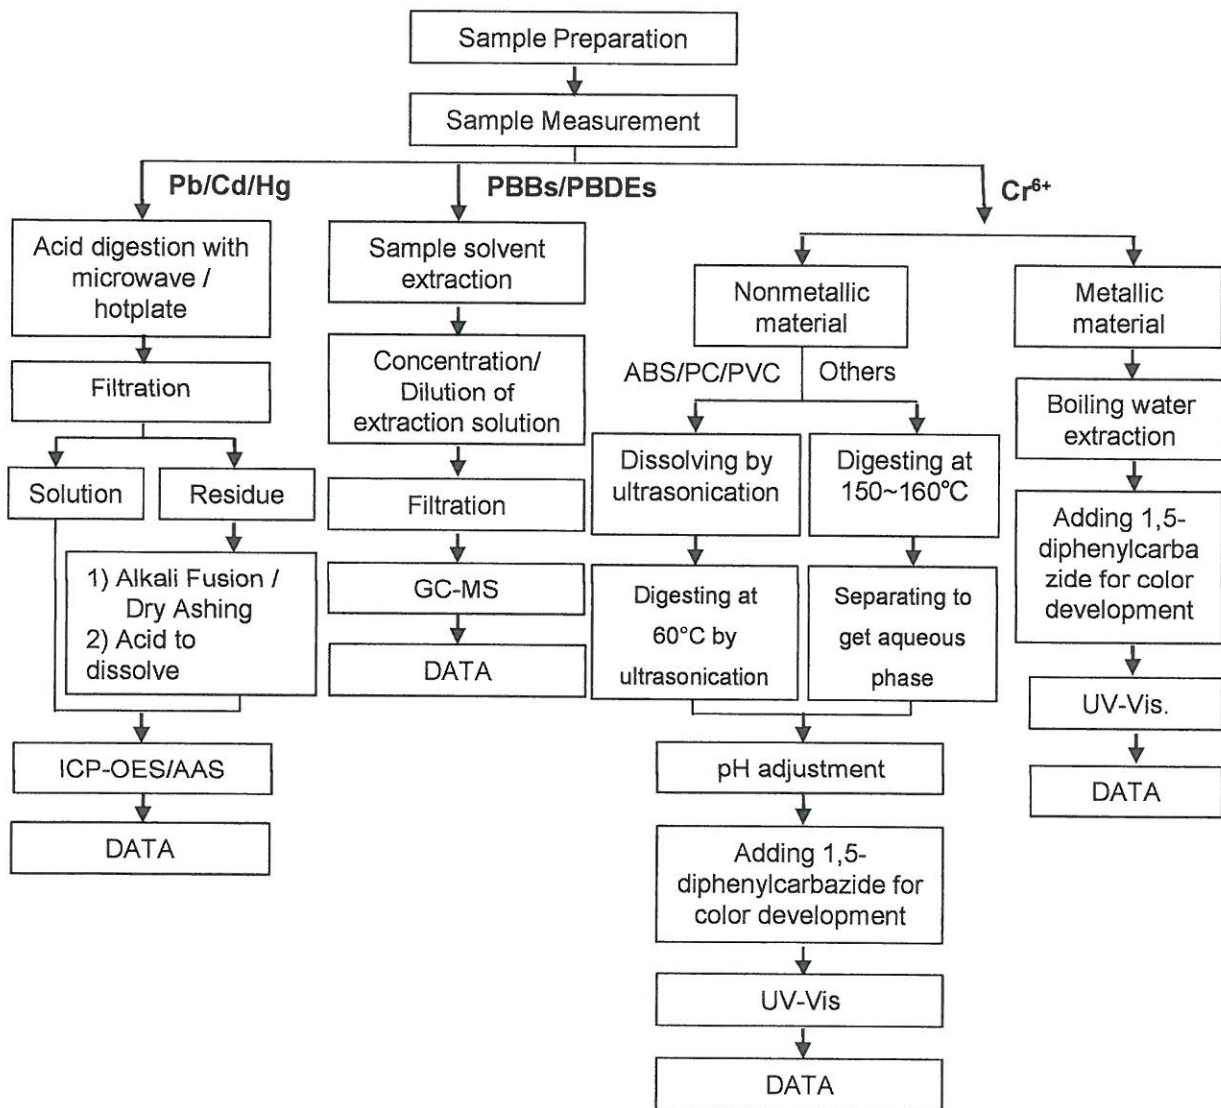 Sample Preparation
Sample Measurement
Pb/Cd/Hg
PBBs/PBDEs
Cr⁶⁺
Acid digestion with
microwave /
hotplate
Filtration
Solution
Residue
1) Alkali Fusion /
Dry Ashing
2) Acid to
dissolve
ICP-OES/AAS
DATA
Sample solvent
extraction
Concentration/
Dilution of
extraction solution
Filtration
GC-MS
DATA
Nonmetallic
material
ABS/PC/PVC
Others
Dissolving by
ultrasonication
Digesting at
60°C by
ultrasonication
Digesting at
150~160°C
Separating to
get aqueous
phase
pH adjustment
Adding 1,5-
diphenylcarbazide for
color development
UV-Vis
DATA
Metallic
material
Boiling water
extraction
Adding 1,5-
diphenylcarba
zide for color
development
UV-Vis.
DATA